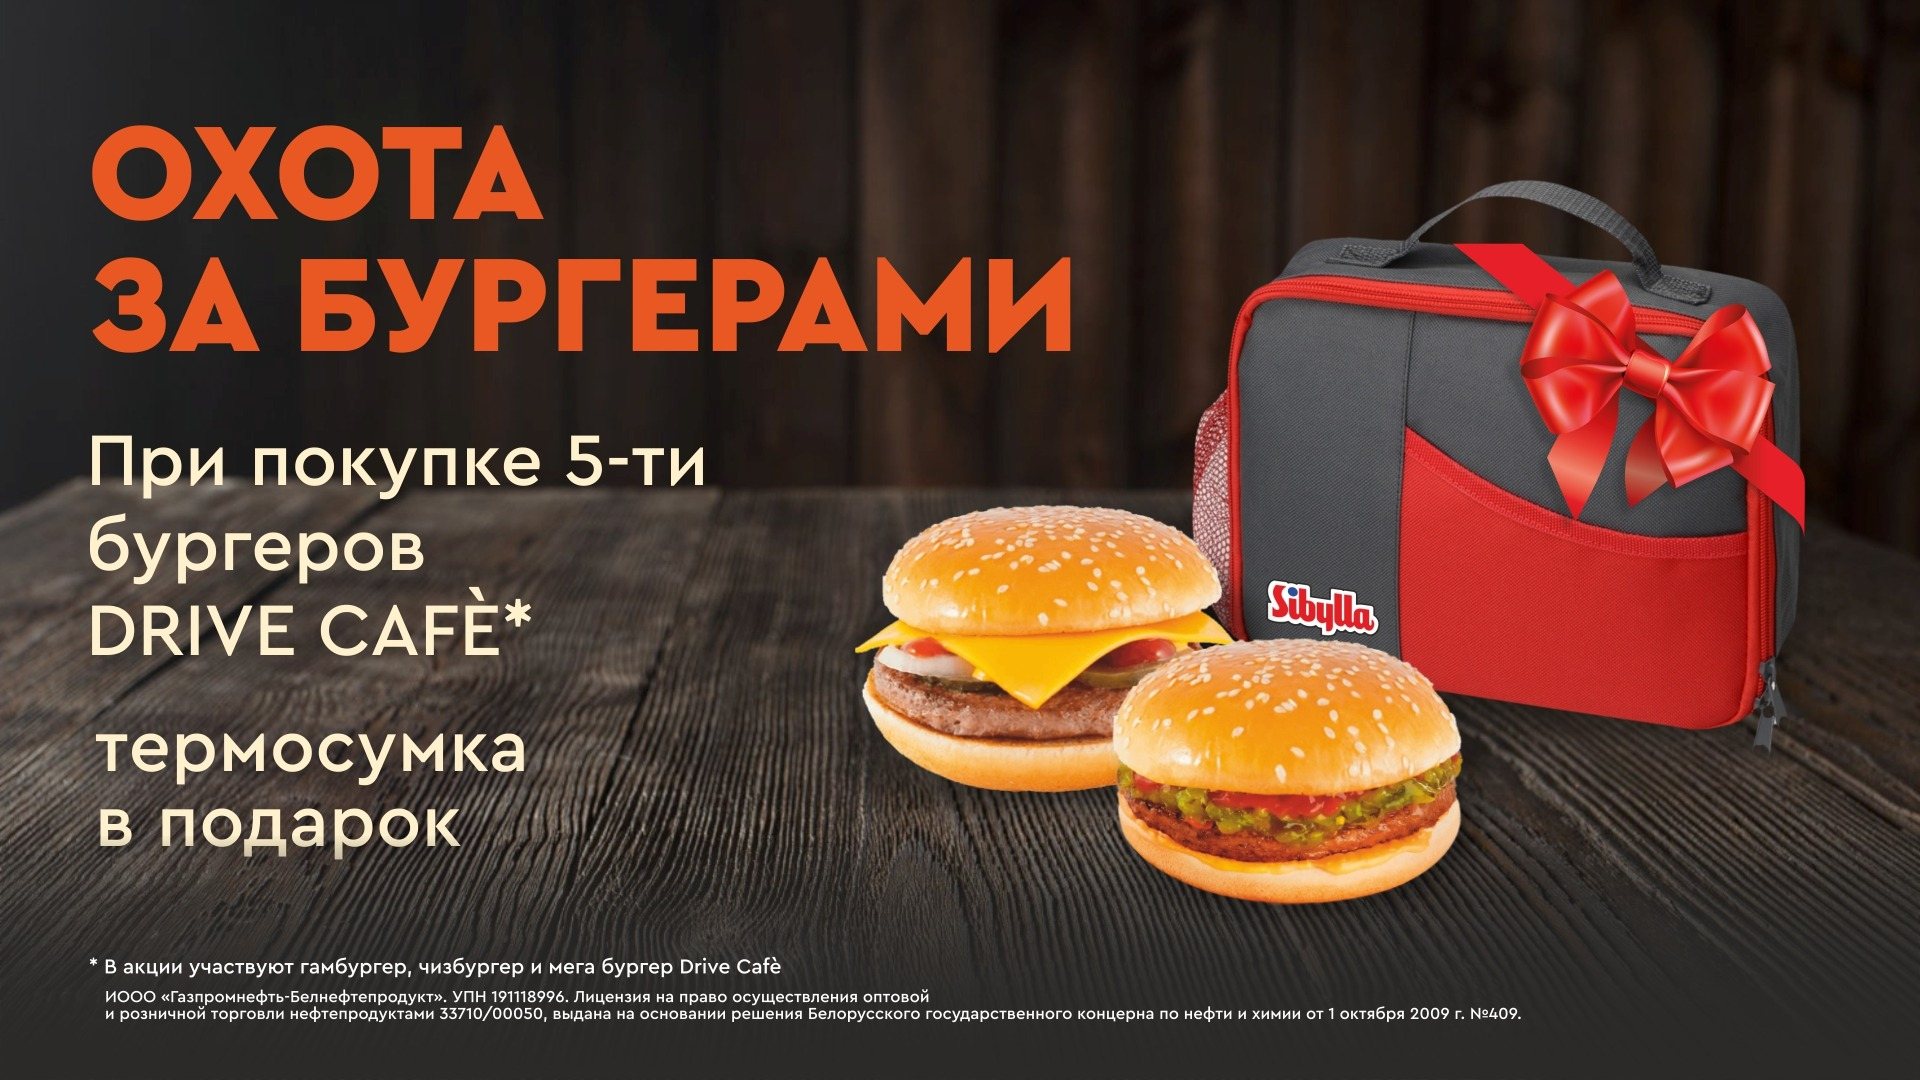 ОХОТА
ЗА БУРГЕРАМИ
При покупке 5-ти
бургеров
DRIVE CAFÈ*
термосумка
в подарок
Sibylla
* В акции участвуют гамбургер, чизбургер и мега бургер Drive Cafè
ИООО «Газпромнефть-Белнефтепродукт». УПН 191118996. Лицензия на право осуществления оптовой
и розничной торговли нефтепродуктами 33710/00050, выдана на основании решения Белорусского государственного концерна по нефти и химии от 1 октября 2009 г. №409.